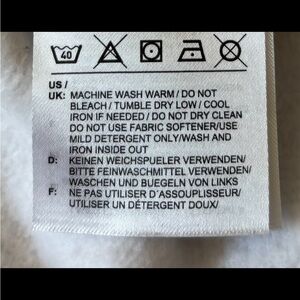 40
US /
UK: MACHINE WASH WARM / DO NOT
BLEACH / TUMBLE DRY LOW / COOL
IRON IF NEEDED / DO NOT DRY CLEAN
DO NOT USE FABRIC SOFTENER/USE
MILD DETERGENT ONLY/WASH AND
IRON INSIDE OUT
D: KEINEN WEICHSPUELER VERWENDEN/
BITTE FEINWASCHMITTEL VERWENDEN/
WASCHEN UND BUEGELN VON LINKS
F: NE PAS UTILISER D'ASSOUPLISSEUR/
UTILISER UN DÉTERGENT DOUX/